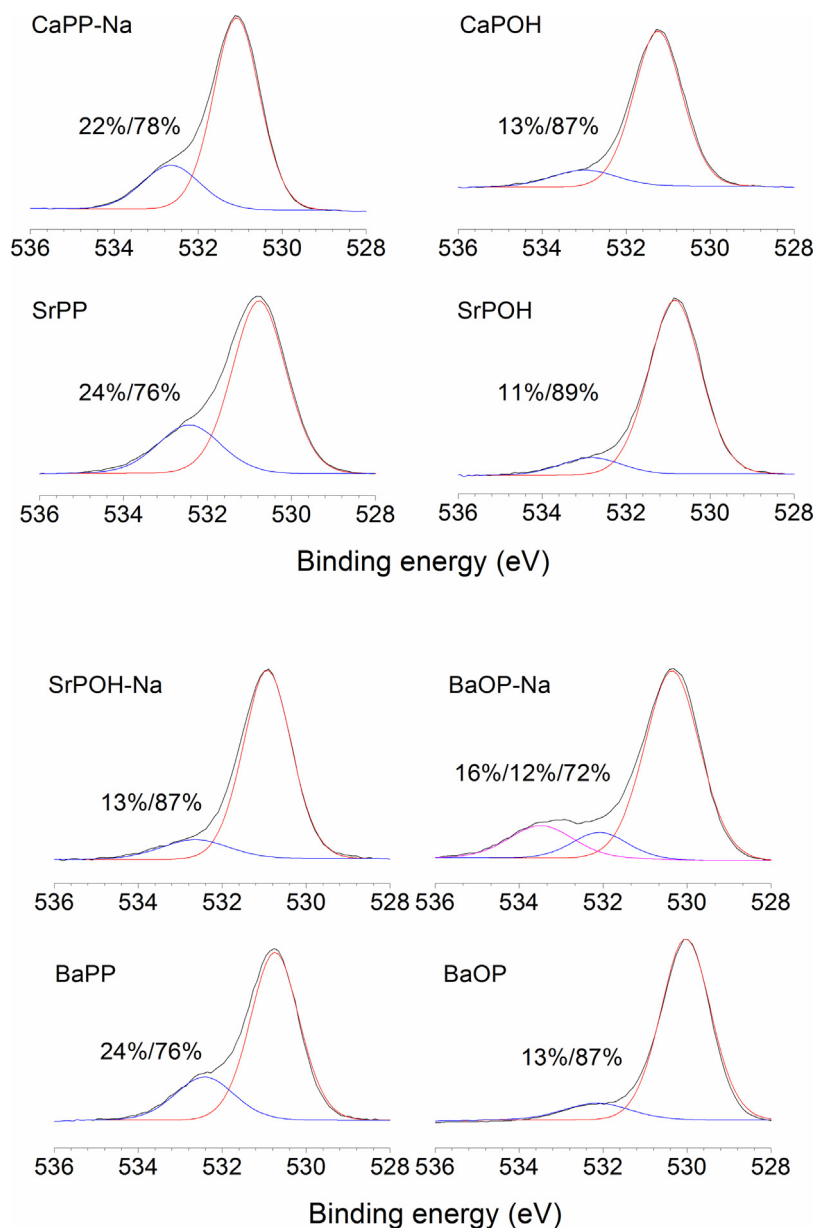 CaPP-Na
22%/78%
536 534 532 530 528
CaPOH
13%/87%
536 534 532 530 528
SrPP
24%/76%
536 534 532 530 528
SrPOH
11%/89%
536 534 532 530 528
Binding energy (eV)
SrPOH-Na
13%/87%
536 534 532 530 528
BaOP-Na
16%/12%/72%
536 534 532 530 528
BaPP
24%/76%
536 534 532 530 528
BaOP
13%/87%
536 534 532 530 528
Binding energy (eV)